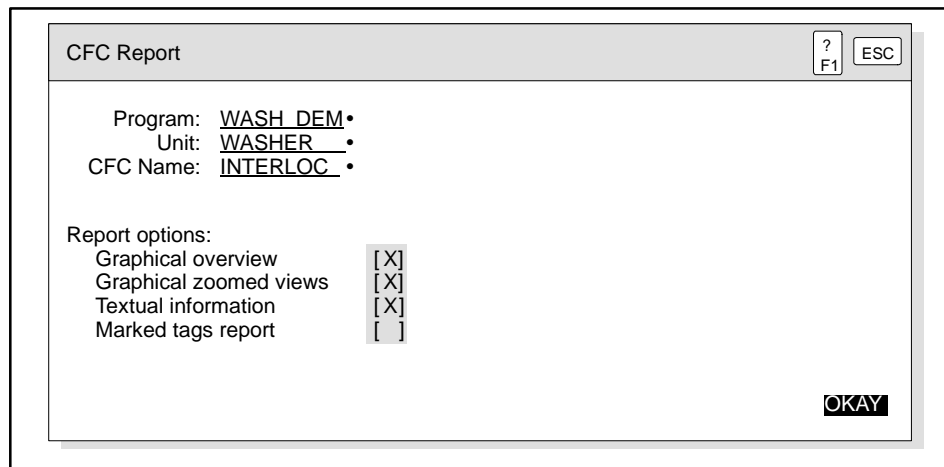 CFC Report
?
F1
ESC
Program: WASH_DEM•
Unit: WASHER •
CFC Name: INTERLOC •
Report options:
Graphical overview [X]
Graphical zoomed views [X]
Textual information [X]
Marked tags report [ ]
OKAY